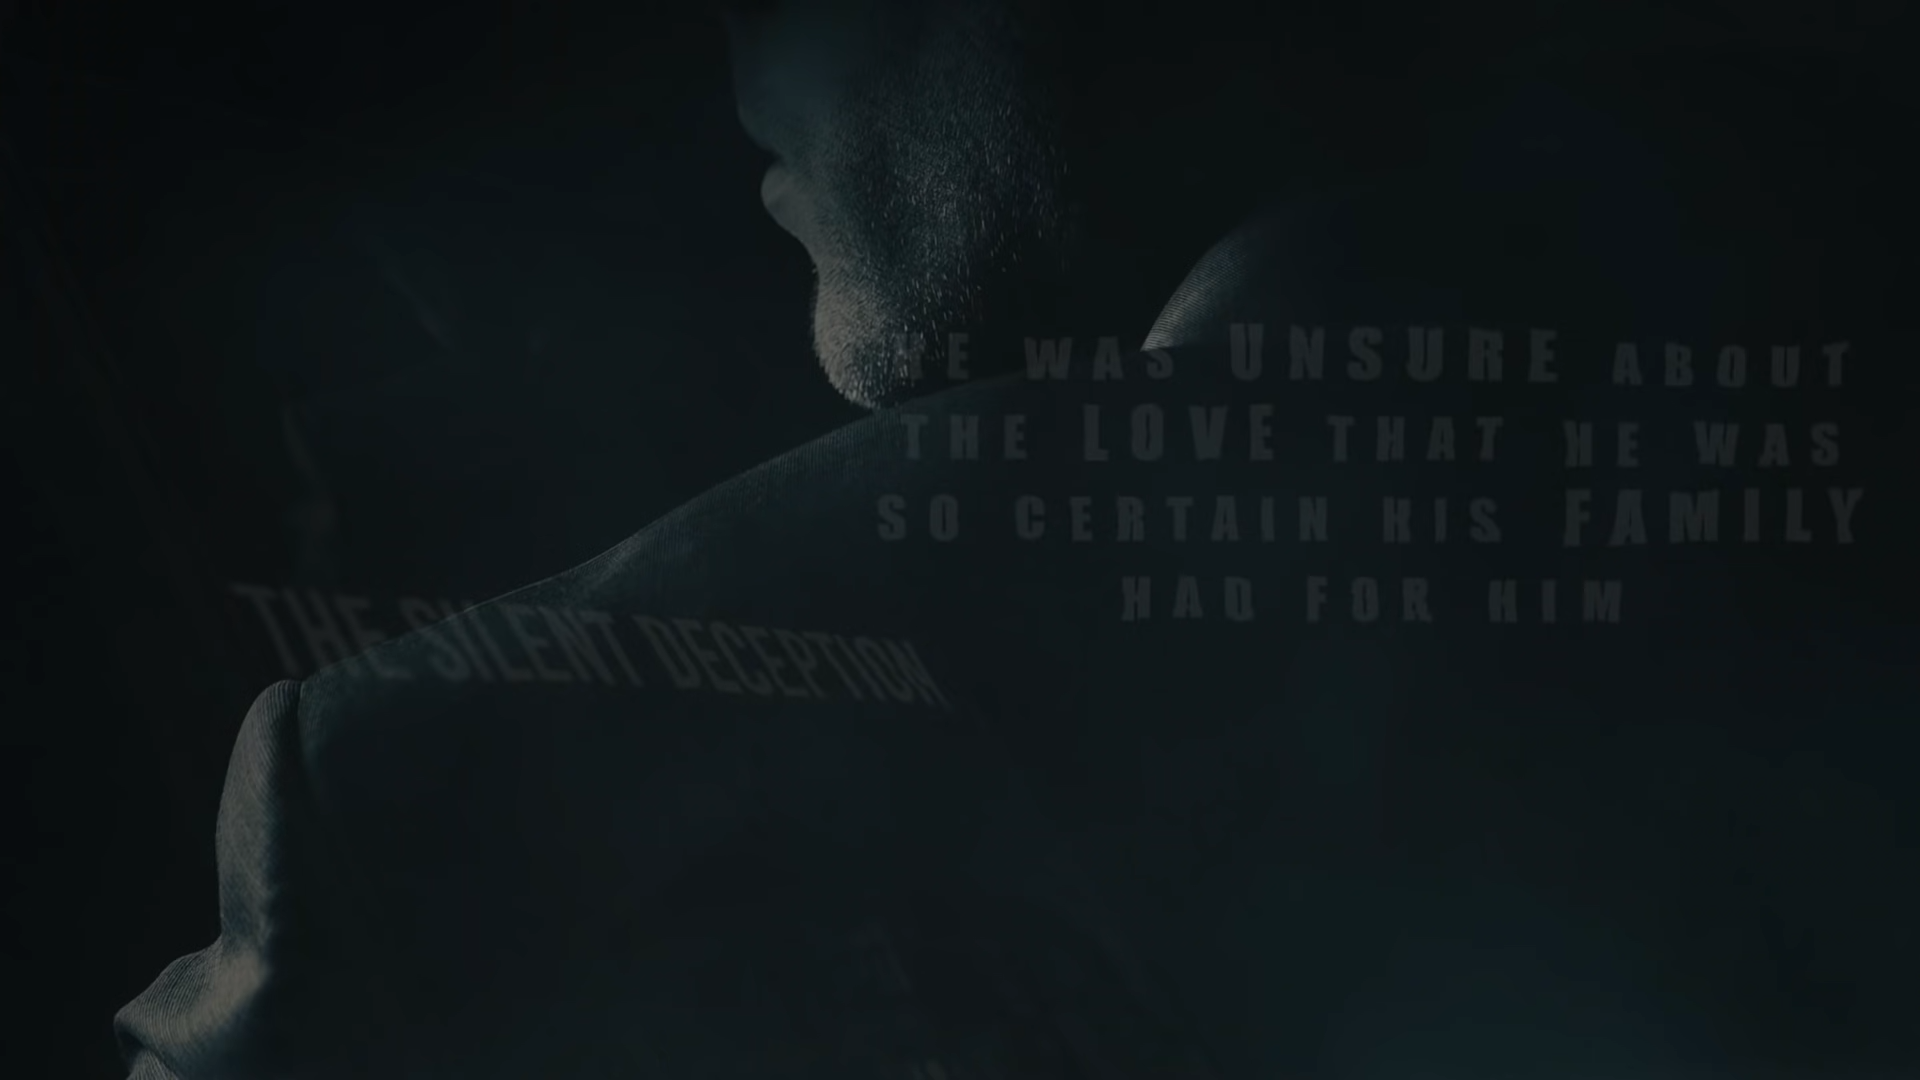 HE WAS UNSURE ABOUT
THE LOVE THAT HE WAS
SO CERTAIN HIS FAMILY
HAD FOR HIM
THE SILENT DECEPTION